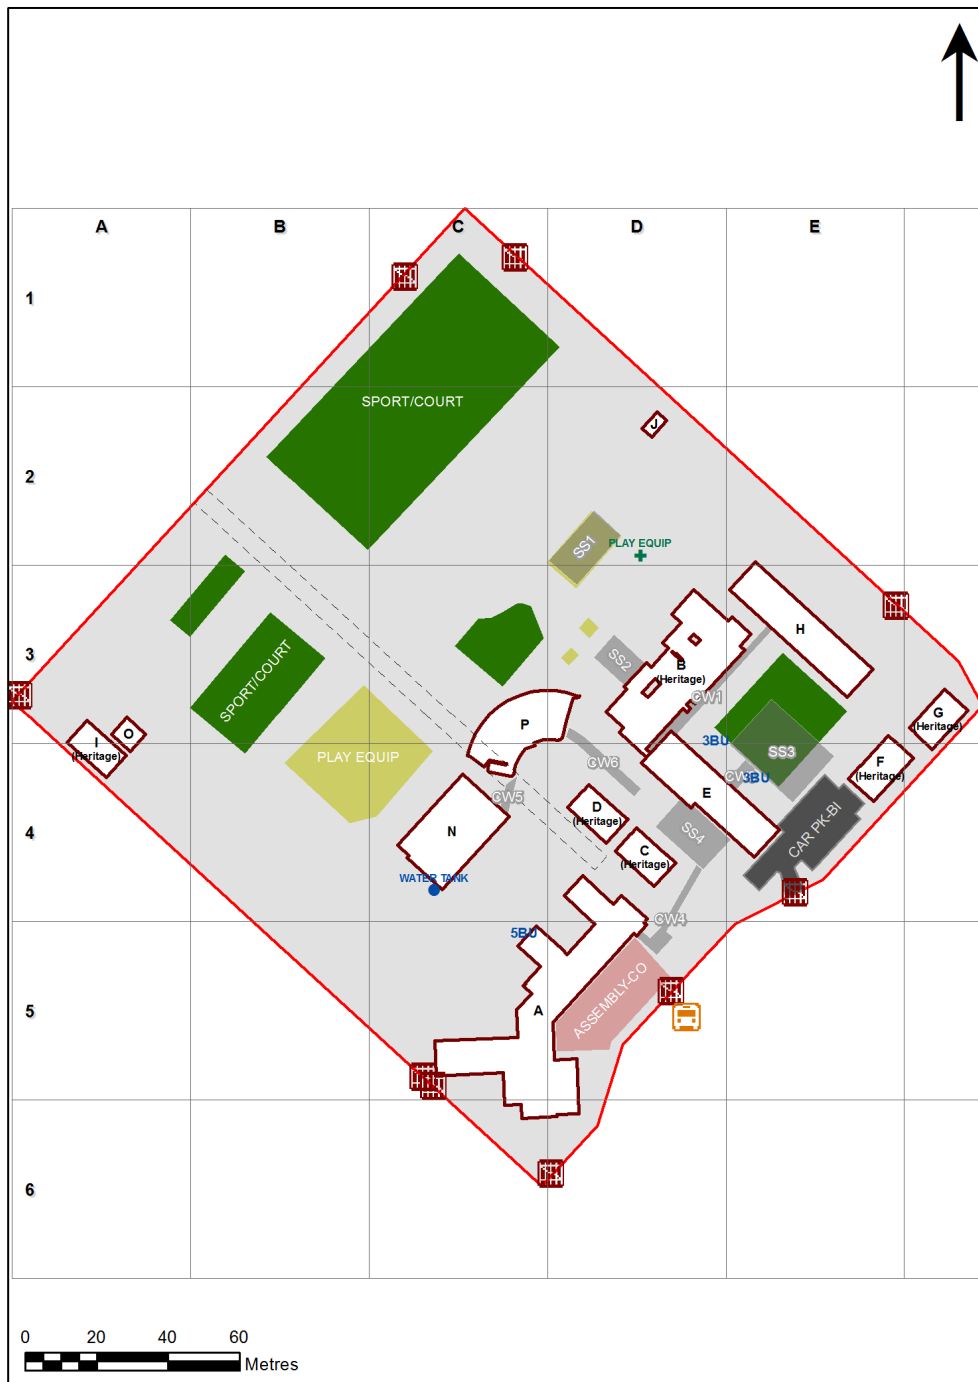 A
B
C
D
E
1
SPORT/COURT
J
2
SS1
PLAY EQUIP
3
H
SS2
B
(Heritage)
CW1
SPORT/COURT
G
(Heritage)
O
I
(Heritage)
P
3BU
SS3
PLAY EQUIP
CW6
F
(Heritage)
3BU
E
CW5
D
(Heritage)
4
N
SS4
CAR PK-BI
C
(Heritage)
WATER TANK
CW4
5BU
ASSEMBLY-CO
5
A
6
0 20 40 60
Metres